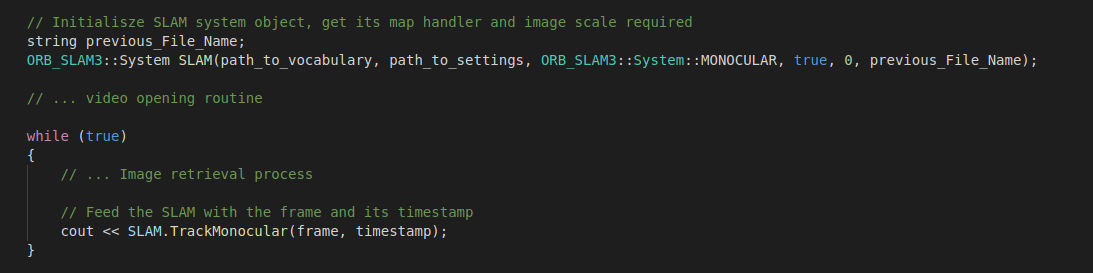 // Initialisze SLAM system object, get its map handler and image scale required
string previous_File_Name;
ORB_SLAM3::System SLAM(path_to_vocabulary, path_to_settings, ORB_SLAM3::System::MONOCULAR, true, 0, previous_File_Name);
// ... video opening routine
while (true)
{
// ... Image retrieval process
// Feed the SLAM with the frame and its timestamp
cout << SLAM.TrackMonocular(frame, timestamp);
}